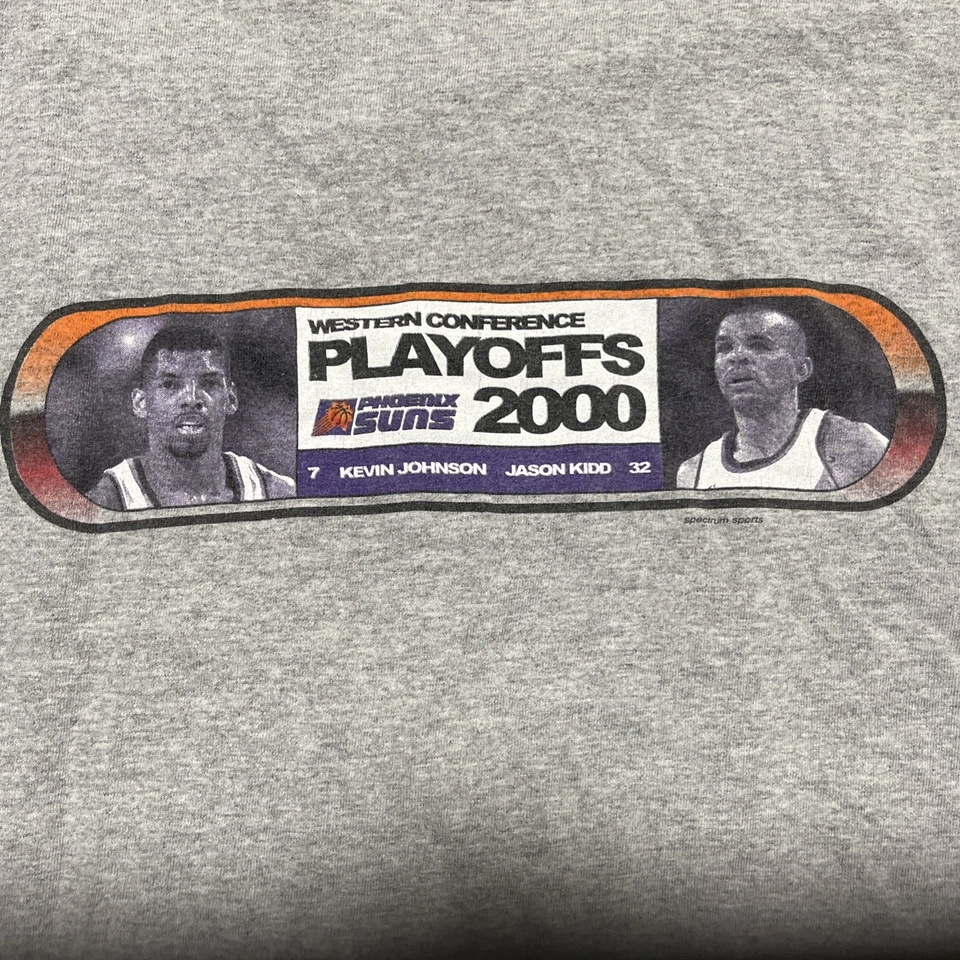 WESTERN CONFERENCE
PLAYOFFS
PHOENIX
SUNS
2000
7 KEVIN JOHNSON JASON KIDD 32
spectrum sports